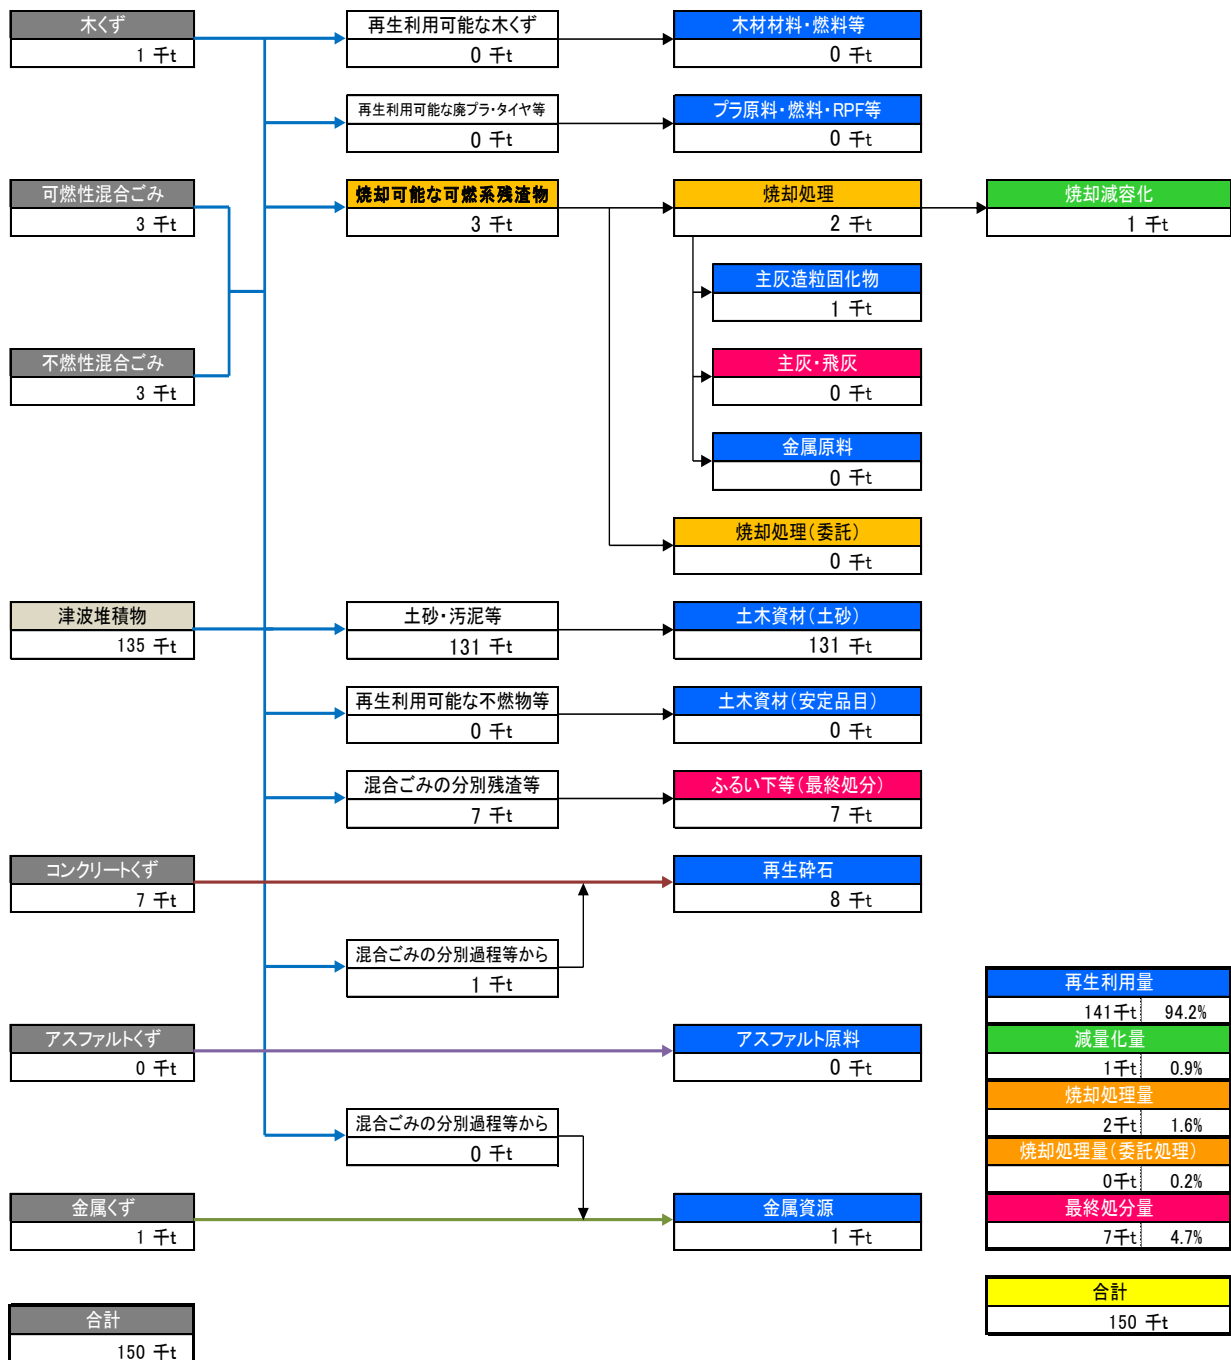 木くず
1 千t
再生利用可能な木くず
0 千t
木材材料・燃料等
0 千t
再生利用可能な廃プラ・タイヤ等
0 千t
プラ原料・燃料・RPF等
0 千t
可燃性混合ごみ
3 千t
焼却可能な可燃系残渣物
3 千t
焼却処理
2 千t
焼却減容化
1 千t
主灰造粒固化物
1 千t
不燃性混合ごみ
3 千t
主灰・飛灰
0 千t
金属原料
0 千t
焼却処理(委託)
0 千t
津波堆積物
135 千t
土砂・汚泥等
131 千t
土木資材(土砂)
131 千t
再生利用可能な不燃物等
0 千t
土木資材(安定品目)
0 千t
混合ごみの分別残渣等
7 千t
ふるい下等(最終処分)
7 千t
コンクリートくず
7 千t
再生砕石
8 千t
混合ごみの分別過程等から
1 千t
アスファルトくず
0 千t
アスファルト原料
0 千t
混合ごみの分別過程等から
0 千t
金属くず
1 千t
金属資源
1 千t
再生利用量
141千t 94.2%
減量化量
1千t 0.9%
焼却処理量
2千t 1.6%
焼却処理量(委託処理)
0千t 0.2%
最終処分量
7千t 4.7%
合計
150 千t
合計
150 千t